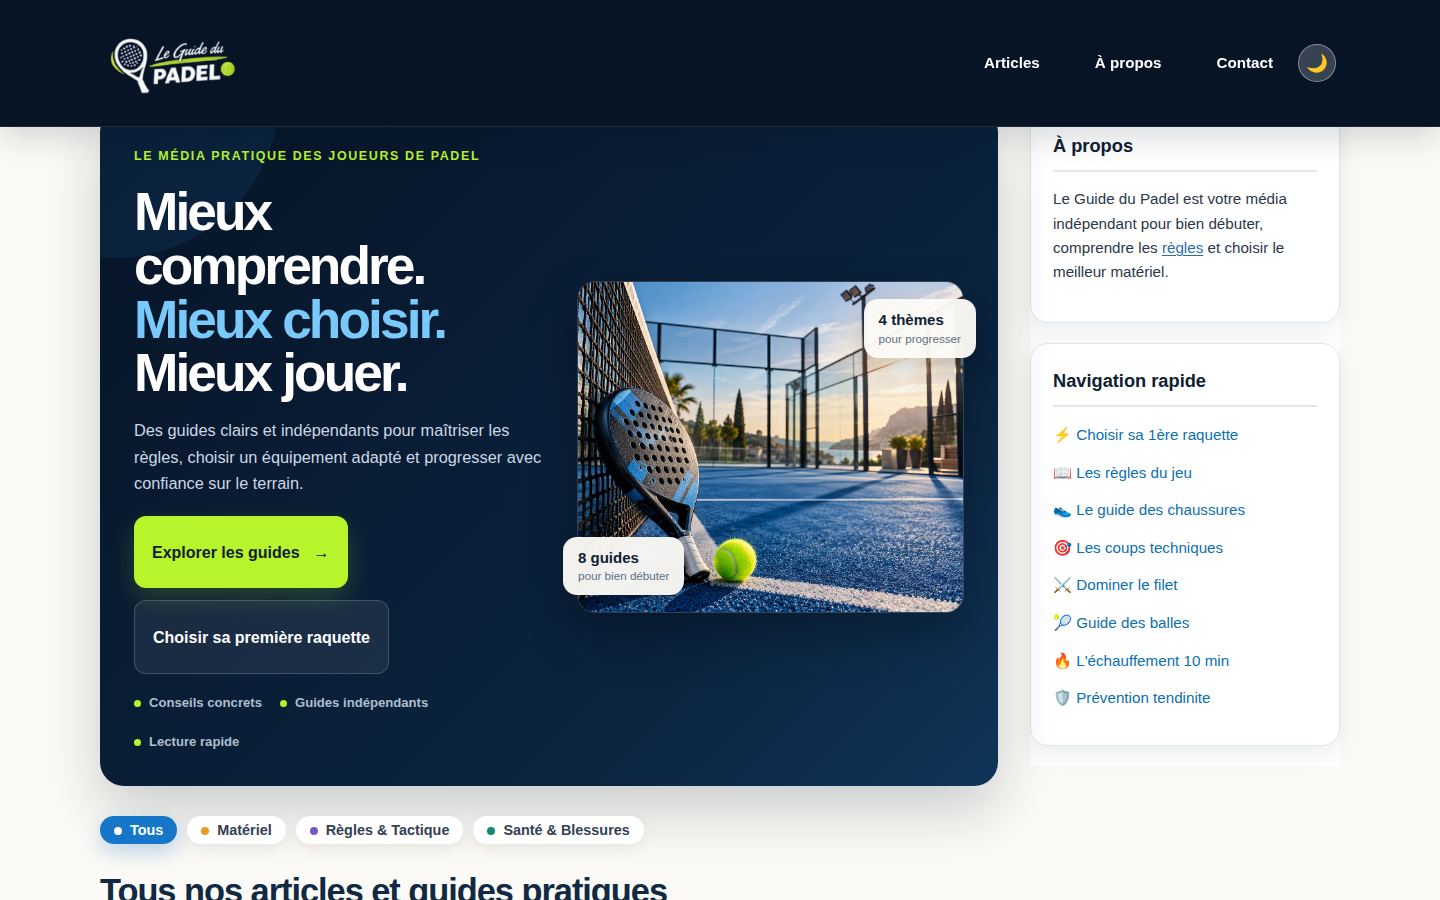 Le Guide du
PADEL
Articles
À propos
Contact
LE MÉDIA PRATIQUE DES JOUEURS DE PADEL
Mieux
comprendre.
Mieux choisir.
Mieux jouer.
Des guides clairs et indépendants pour maîtriser les
règles, choisir un équipement adapté et progresser avec
confiance sur le terrain.
Explorer les guides →
Choisir sa première raquette
Conseils concrets
Guides indépendants
Lecture rapide
4 thèmes
pour progresser
8 guides
pour bien débuter
À propos
Le Guide du Padel est votre média
indépendant pour bien débuter,
comprendre les règles et choisir le
meilleur matériel.
Navigation rapide
⚡ Choisir sa 1ère raquette
📖 Les règles du jeu
👟 Le guide des chaussures
🎯 Les coups techniques
⚔️ Dominer le filet
🎾 Guide des balles
🔥 L'échauffement 10 min
🛡️ Prévention tendinite
Tous
Matériel
Règles & Tactique
Santé & Blessures
Tous nos articles et guides pratiques